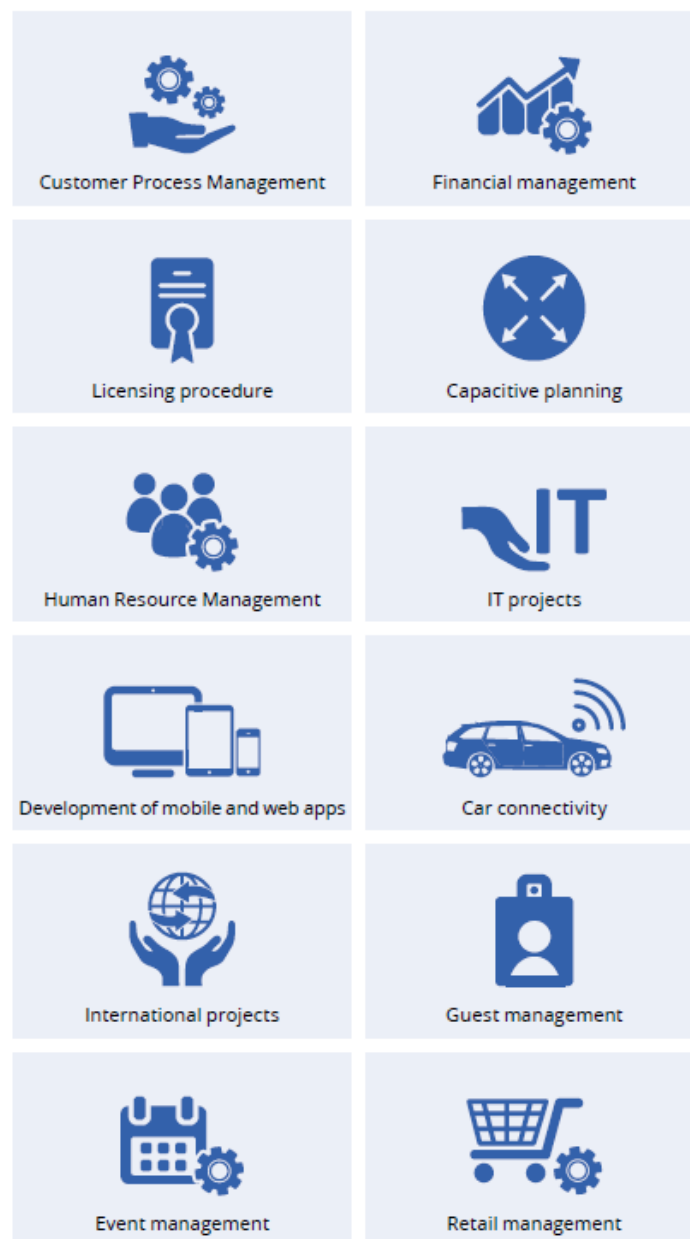 Customer Process Management
Financial management
Licensing procedure
Capacitive planning
Human Resource Management
IT
IT projects
Development of mobile and web apps
Car connectivity
International projects
Guest management
Event management
Retail management